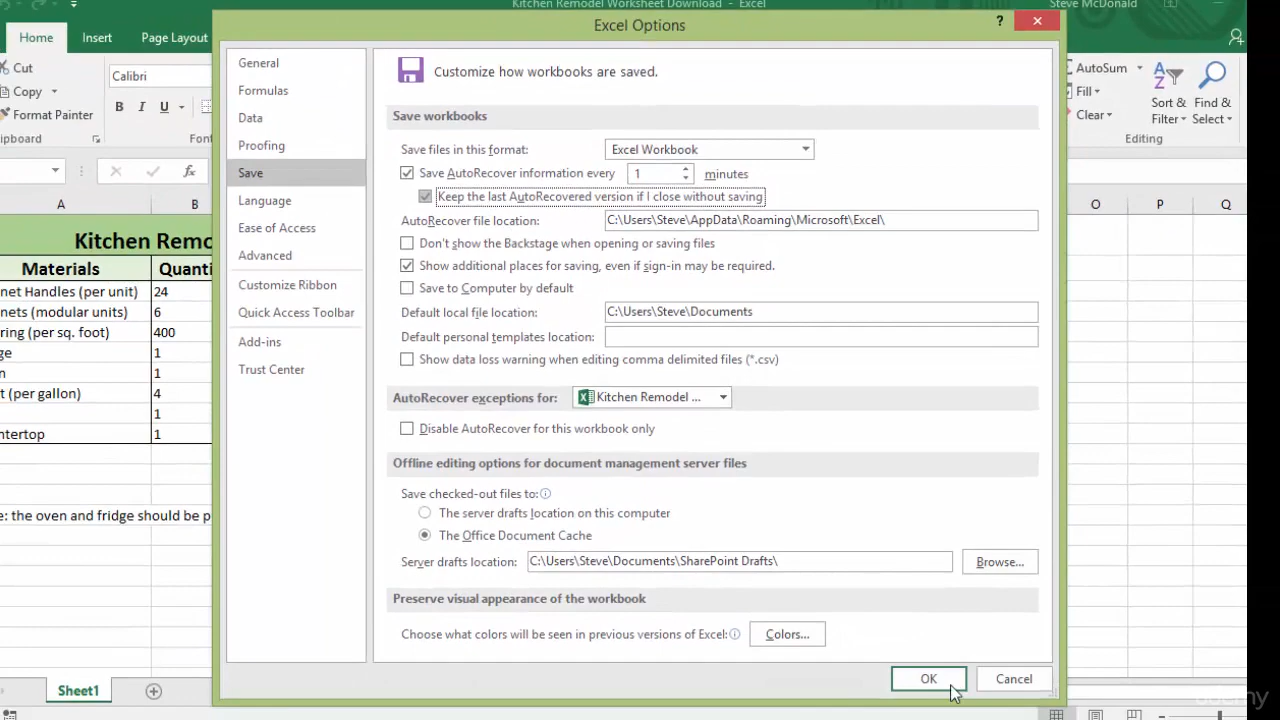 Kitchen Remodel Worksheet Download - Excel
Steve McDonald
Excel Options
?
Home Insert Page Layout
Cut
Copy
Format Painter
Calibri
B I U
ipboard
Font
AutoSum
Fill
Clear
Sort & Filter
Find & Select
Editing
fx
A B O P Q
Kitchen Remo
Materials Quanti
net Handles (per unit) 24
nets (modular units) 6
ring (per sq. foot) 400
ge 1
n 1
t (per gallon) 4
1
ntertop 1
e: the oven and fridge should be p
Sheet1
General
Formulas
Data
Proofing
Save
Language
Ease of Access
Advanced
Customize Ribbon
Quick Access Toolbar
Add-ins
Trust Center
Customize how workbooks are saved.
Save workbooks
Save files in this format: Excel Workbook
Save AutoRecover information every 1 minutes
Keep the last AutoRecovered version if I close without saving
AutoRecover file location: C:\Users\Steve\AppData\Roaming\Microsoft\Excel\
Don't show the Backstage when opening or saving files
Show additional places for saving, even if sign-in may be required.
Save to Computer by default
Default local file location: C:\Users\Steve\Documents
Default personal templates location:
Show data loss warning when editing comma delimited files (*.csv)
AutoRecover exceptions for: Kitchen Remodel ...
Disable AutoRecover for this workbook only
Offline editing options for document management server files
Save checked-out files to:
The server drafts location on this computer
The Office Document Cache
Server drafts location: C:\Users\Steve\Documents\SharePoint Drafts\ Browse...
Preserve visual appearance of the workbook
Choose what colors will be seen in previous versions of Excel: Colors...
OK Cancel
udemy